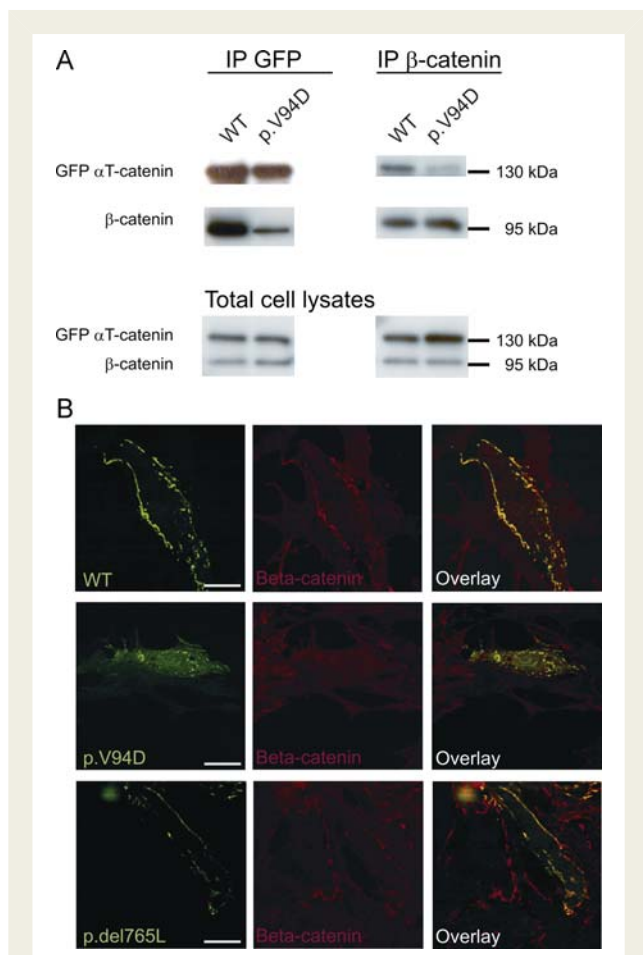 A
IP GFP IP β-catenin
WT p.V94D WT p.V94D
GFP αT-catenin 130 kDa
β-catenin 95 kDa
Total cell lysates
GFP αT-catenin 130 kDa
β-catenin 95 kDa
B
WT Beta-catenin Overlay
p.V94D Beta-catenin Overlay
p.del765L Beta-catenin Overlay